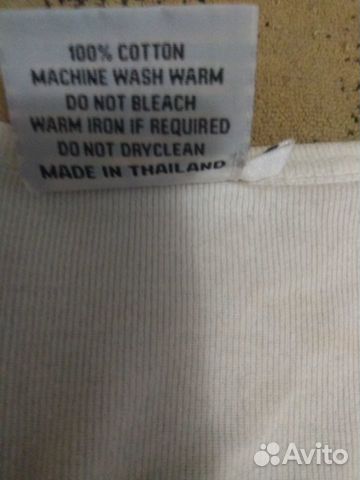 100% COTTON
MACHINE WASH WARM
DO NOT BLEACH
WARM IRON IF REQUIRED
DO NOT DRYCLEAN
MADE IN THAILAND
Avito